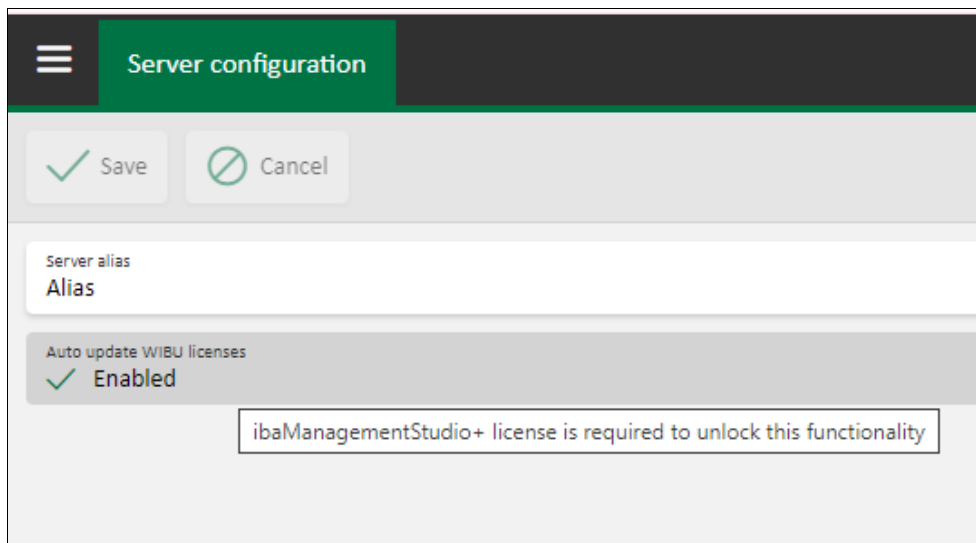 Server configuration
Save
Cancel
Server alias
Alias
Auto update WIBU licenses
Enabled
ibaManagementStudio+ license is required to unlock this functionality